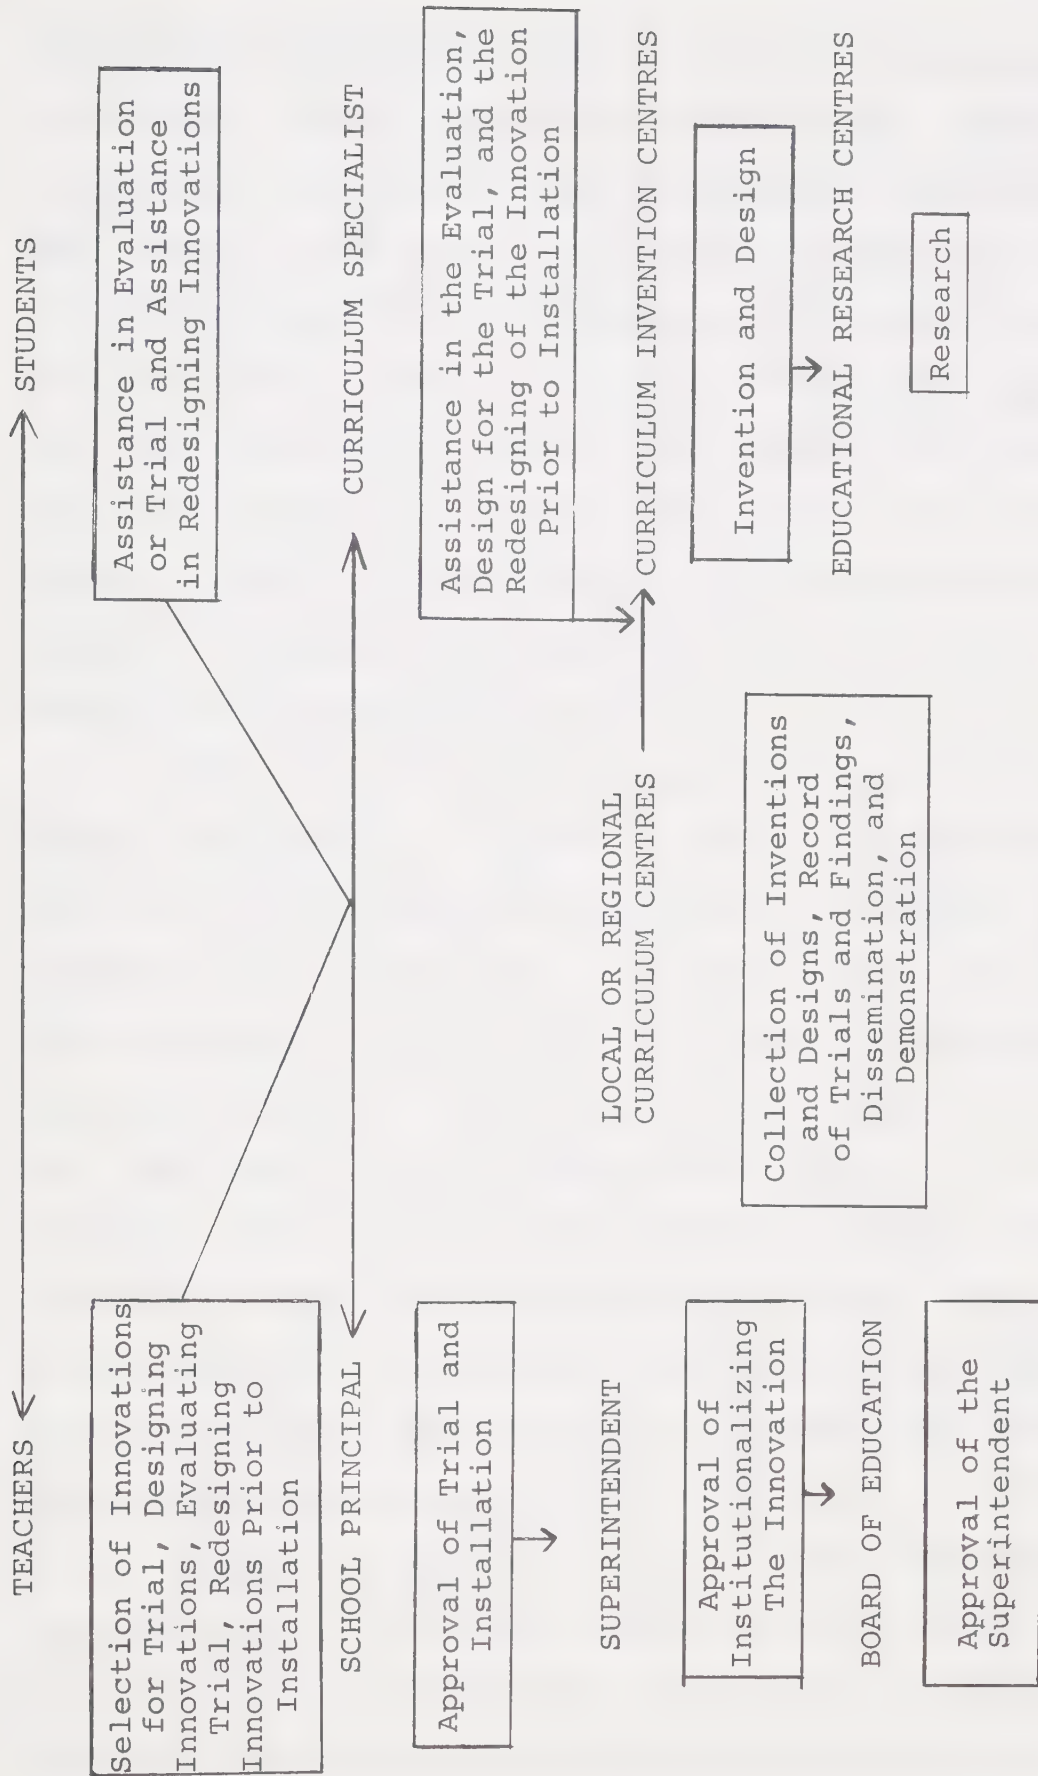 TEACHERS
STUDENTS
Selection of Innovations
for Trial, Designing
Innovations, Evaluating
Trial, Redesigning
Innovations Prior to
Installation
Assistance in Evaluation
or Trial and Assistance
in Redesigning Innovations
SCHOOL PRINCIPAL
CURRICULUM SPECIALIST
Approval of Trial and
Installation
Assistance in the Evaluation,
Design for the Trial, and the
Redesigning of the Innovation
Prior to Installation
SUPERINTENDENT
LOCAL OR REGIONAL
CURRICULUM CENTRES
CURRICULUM INVENTION CENTRES
Approval of
Institutionalizing
The Innovation
Collection of Inventions
and Designs, Record
of Trials and Findings,
Dissemination, and
Demonstration
Invention and Design
BOARD OF EDUCATION
EDUCATIONAL RESEARCH CENTRES
Approval of the
Superintendent
Research